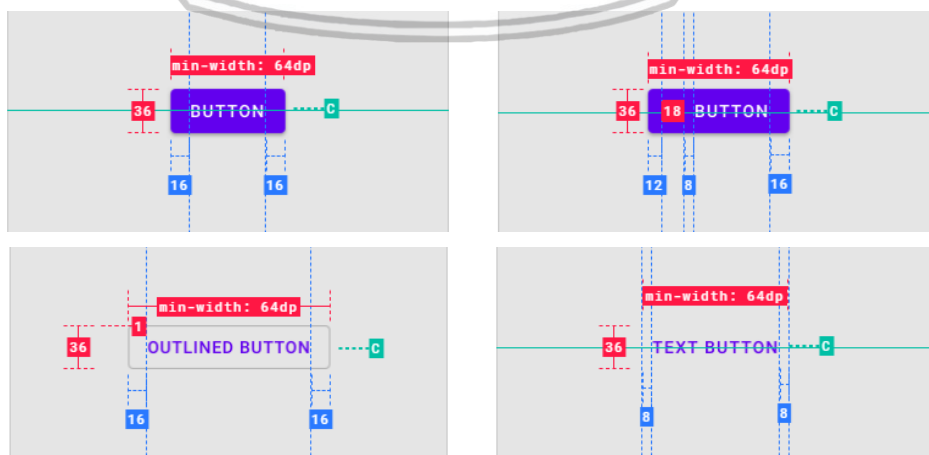 min-width: 64dp
36
BUTTON
C
16
16
min-width: 64dp
36
18
BUTTON
C
12
8
16
min-width: 64dp
1
36
OUTLINED BUTTON
C
16
16
min-width: 64dp
36
TEXT BUTTON
C
8
8